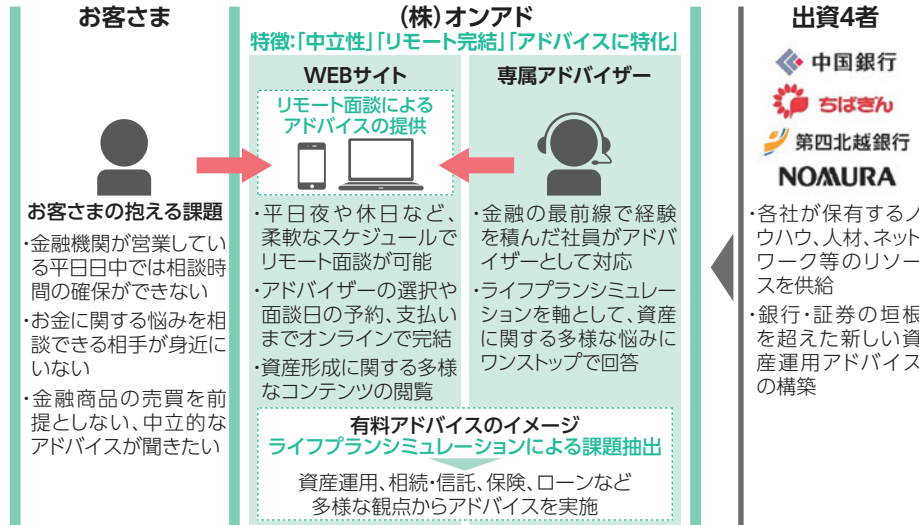 お客さま
お客さまの抱える課題
・金融機関が営業してい
る平日日中では相談時
間の確保ができない
・お金に関する悩みを相
談できる相手が身近に
いない
・金融商品の売買を前
提としない、中立的な
アドバイスが聞きたい
(株)オンアド
特徴:「中立性」「リモート完結」「アドバイスに特化」
WEBサイト
リモート面談による
アドバイスの提供
・平日夜や休日など、
柔軟なスケジュールで
リモート面談が可能
・アドバイザーの選択や
面談日の予約、支払い
までオンラインで完結
・資産形成に関する多様
なコンテンツの閲覧
専属アドバイザー
・金融の最前線で経験
を積んだ社員がアドバ
イザーとして対応
・ライフプランシミュレー
ションを軸として、資産
に関する多様な悩みに
ワンストップで回答
有料アドバイスのイメージ
ライフプランシミュレーションによる課題抽出
資産運用、相続・信託、保険、ローンなど
多様な観点からアドバイスを実施
出資4者
中国銀行
ちばぎん
第四北越銀行
NOMURA
・各社が保有するノ
ウハウ、人材、ネット
ワーク等のリソー
スを供給
・銀行・証券の垣根
を超えた新しい資
産運用アドバイス
の構築